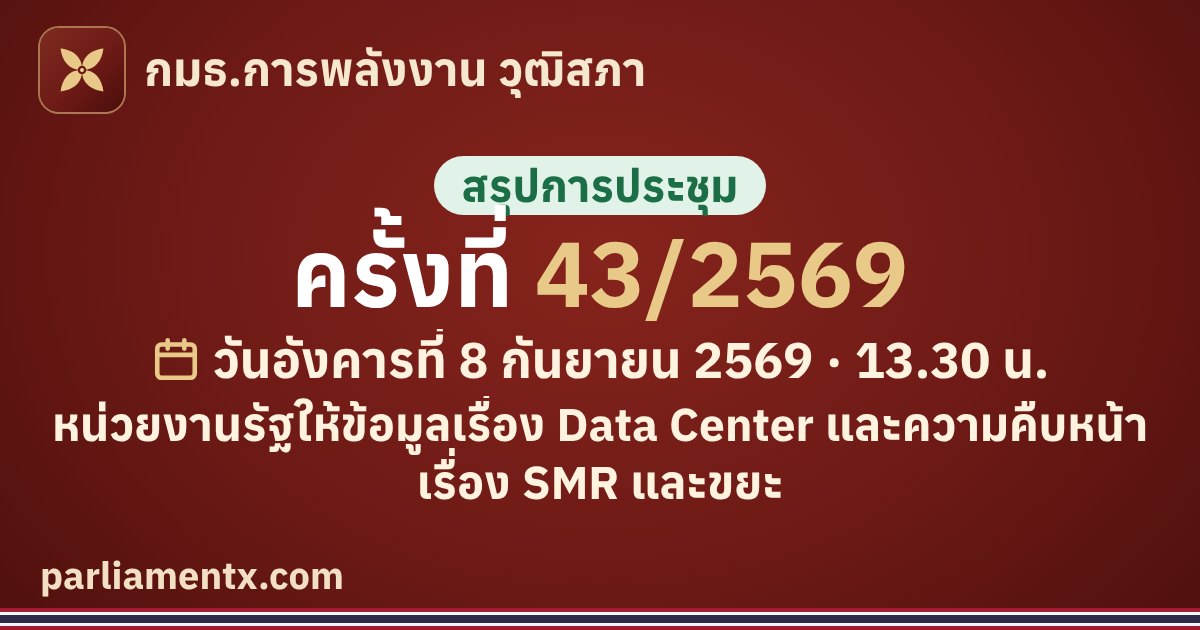 กมธ.การพลังงาน วุฒิสภา
สรุปการประชุม
ครั้งที่ 43/2569
วันอังคารที่ 8 กันยายน 2569 · 13.30 น.
หน่วยงานรัฐให้ข้อมูลเรื่อง Data Center และความคืบหน้า
เรื่อง SMR และขยะ
parliamentx.com